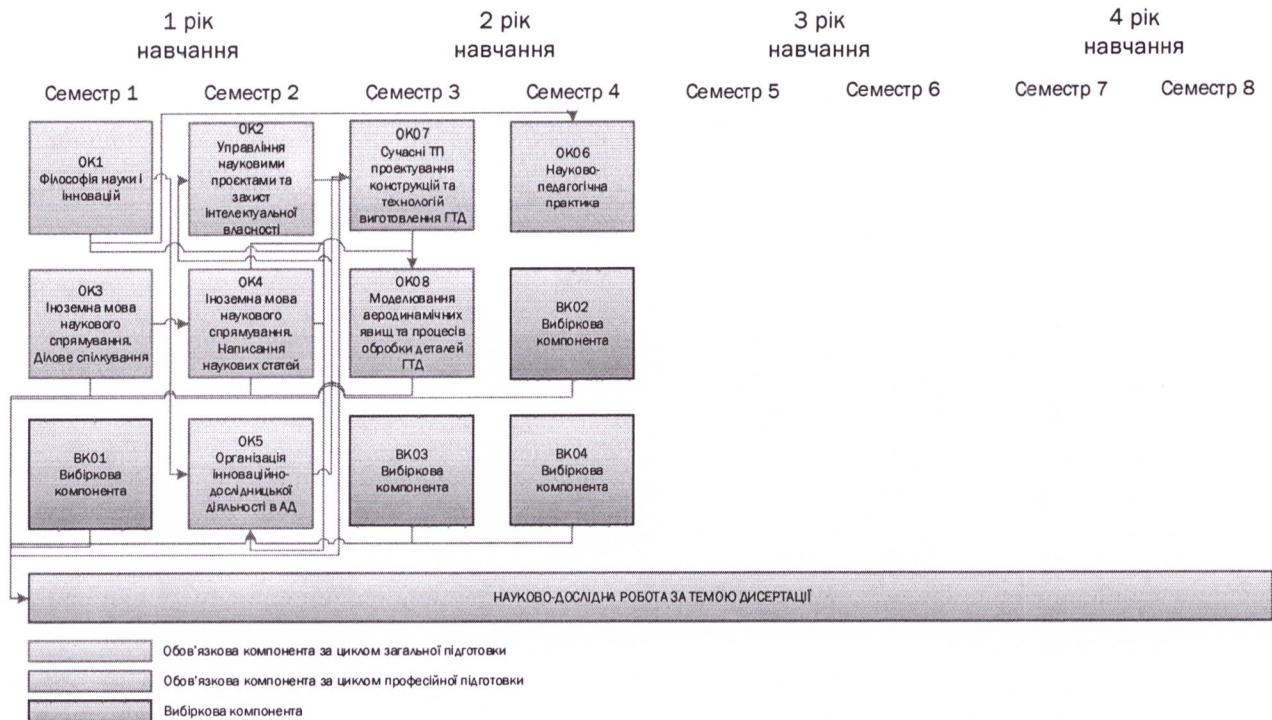 1 рік
навчання
2 рік
навчання
3 рік
навчання
4 рік
навчання
Семестр 1
Семестр 2
Семестр 3
Семестр 4
Семестр 5
Семестр 6
Семестр 7
Семестр 8
ОК1
Філософія науки і
інновацій
ОК2
Управління
науковими
проєктами та
захист
інтелектуальної
власності
ОК07
Сучасні ТП
проектування
конструкцій та
технологій
виготовлення ГТД
ОК06
Науково-
педагогічна
практика
ОК3
Іноземна мова
наукового
спрямування.
Ділове спілкування
ОК4
Іноземна мова
наукового
спрямування.
Написання
наукових статей
ОК08
Моделювання
аеродинамічних
явищ та процесів
обробки деталей
ГТД
ВК02
Вибіркова
компонента
ВК01
Вибіркова
компонента
ОК5
Організація
інноваційно-
дослідницької
діяльності в АД
ВК03
Вибіркова
компонента
ВК04
Вибіркова
компонента
НАУКОВО-ДОСЛІДНА РОБОТА ЗА ТЕМОЮ ДИСЕРТАЦІЇ
Обов'язкова компонента за циклом загальної підготовки
Обов'язкова компонента за циклом професійної підготовки
Вибіркова компонента